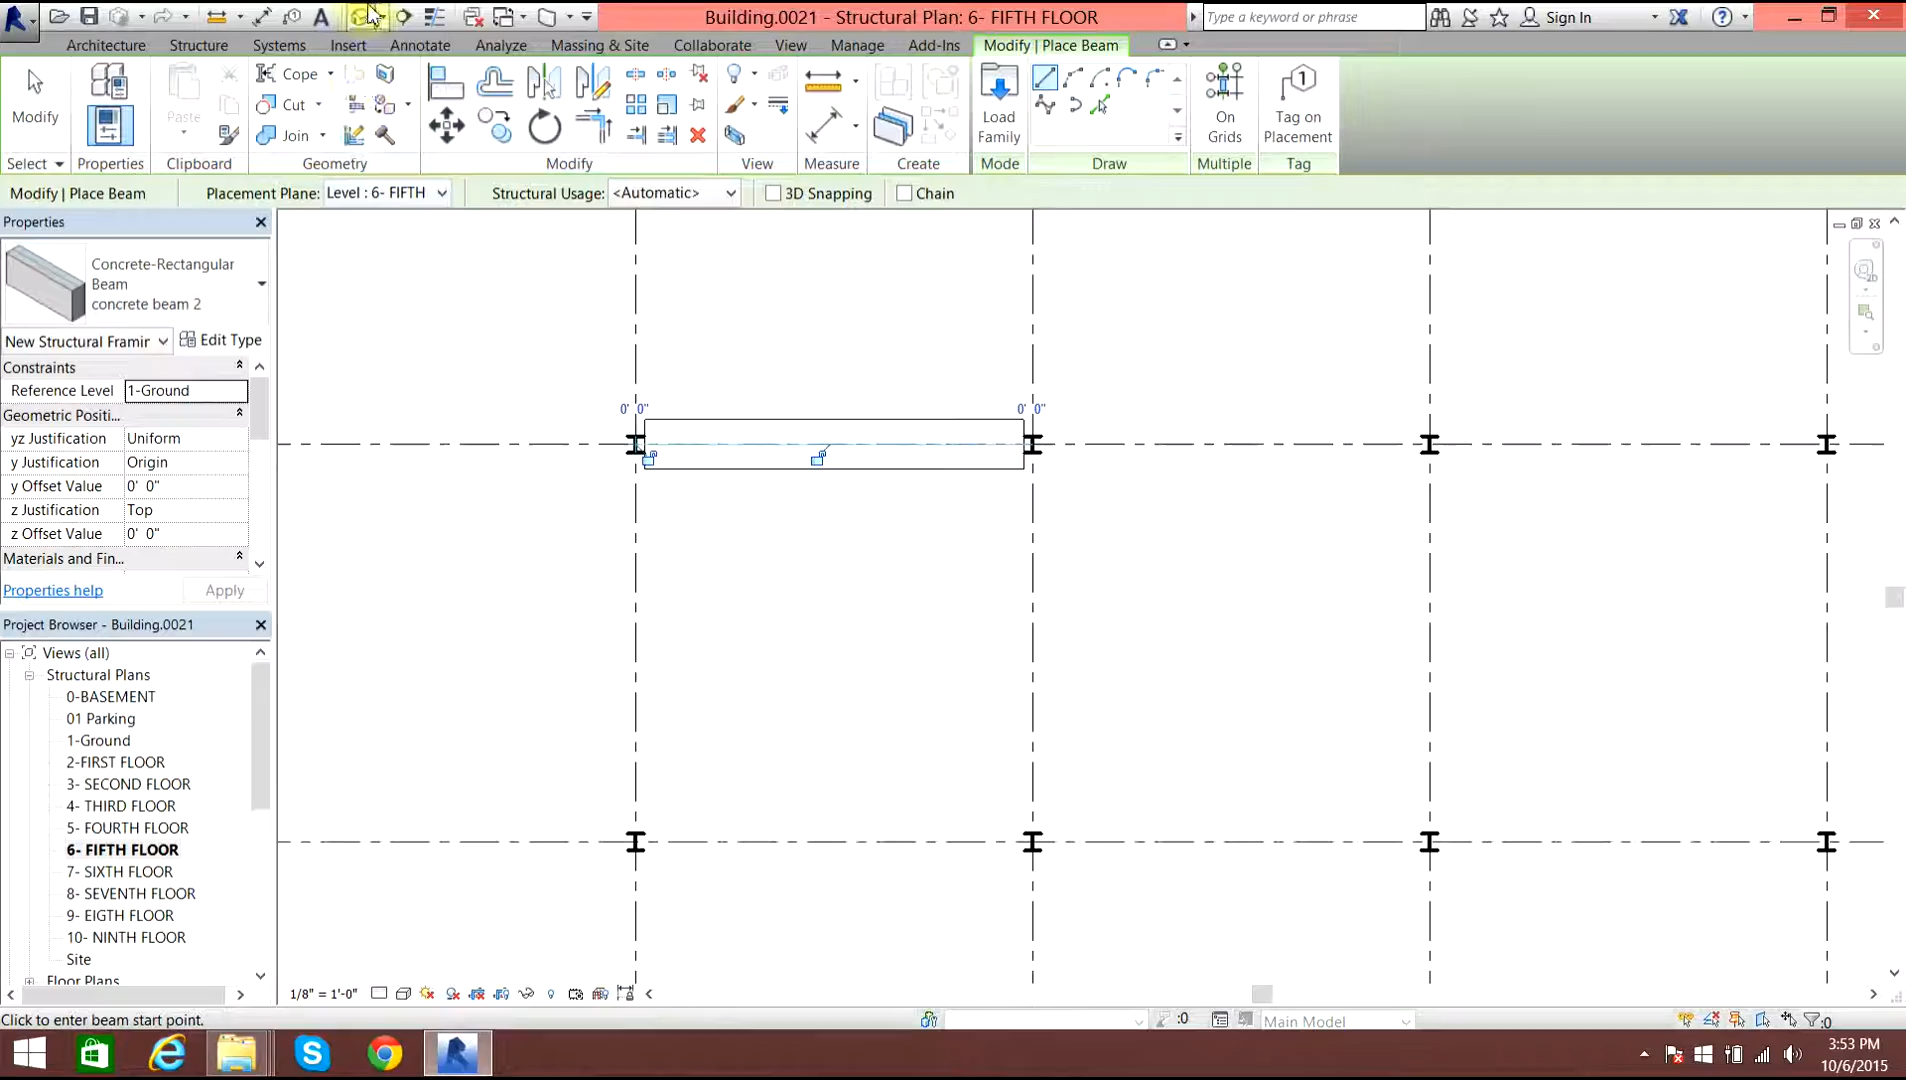 Building.0021 - Structural Plan: 6- FIFTH FLOOR
Type a keyword or phrase
Sign In
Architecture Structure Systems Insert Annotate Analyze Massing & Site Collaborate View Manage Add-Ins Modify | Place Beam
Modify
Paste
Cope
Cut
Join
Load Family
On Grids
1
Tag on Placement
Select Properties Clipboard Geometry Modify View Measure Create Mode Draw Multiple Tag
Modify | Place Beam Placement Plane: Level : 6- FIFTH Structural Usage: <Automatic> 3D Snapping Chain
Properties
Concrete-Rectangular
Beam
concrete beam 2
New Structural Framir Edit Type
Constraints
Reference Level 1-Ground
Geometric Positi...
yz Justification Uniform
y Justification Origin
y Offset Value 0' 0"
z Justification Top
z Offset Value 0' 0"
Materials and Fin...
Properties help Apply
Project Browser - Building.0021
Views (all)
Structural Plans
0-BASEMENT
01 Parking
1-Ground
2-FIRST FLOOR
3- SECOND FLOOR
4- THIRD FLOOR
5- FOURTH FLOOR
6- FIFTH FLOOR
7- SIXTH FLOOR
8- SEVENTH FLOOR
9- EIGTH FLOOR
10- NINTH FLOOR
Site
Floor Plans
0' 0" 0' 0"
1/8" = 1'-0"
Click to enter beam start point.
:0
Main Model
:0
3:53 PM
10/6/2015